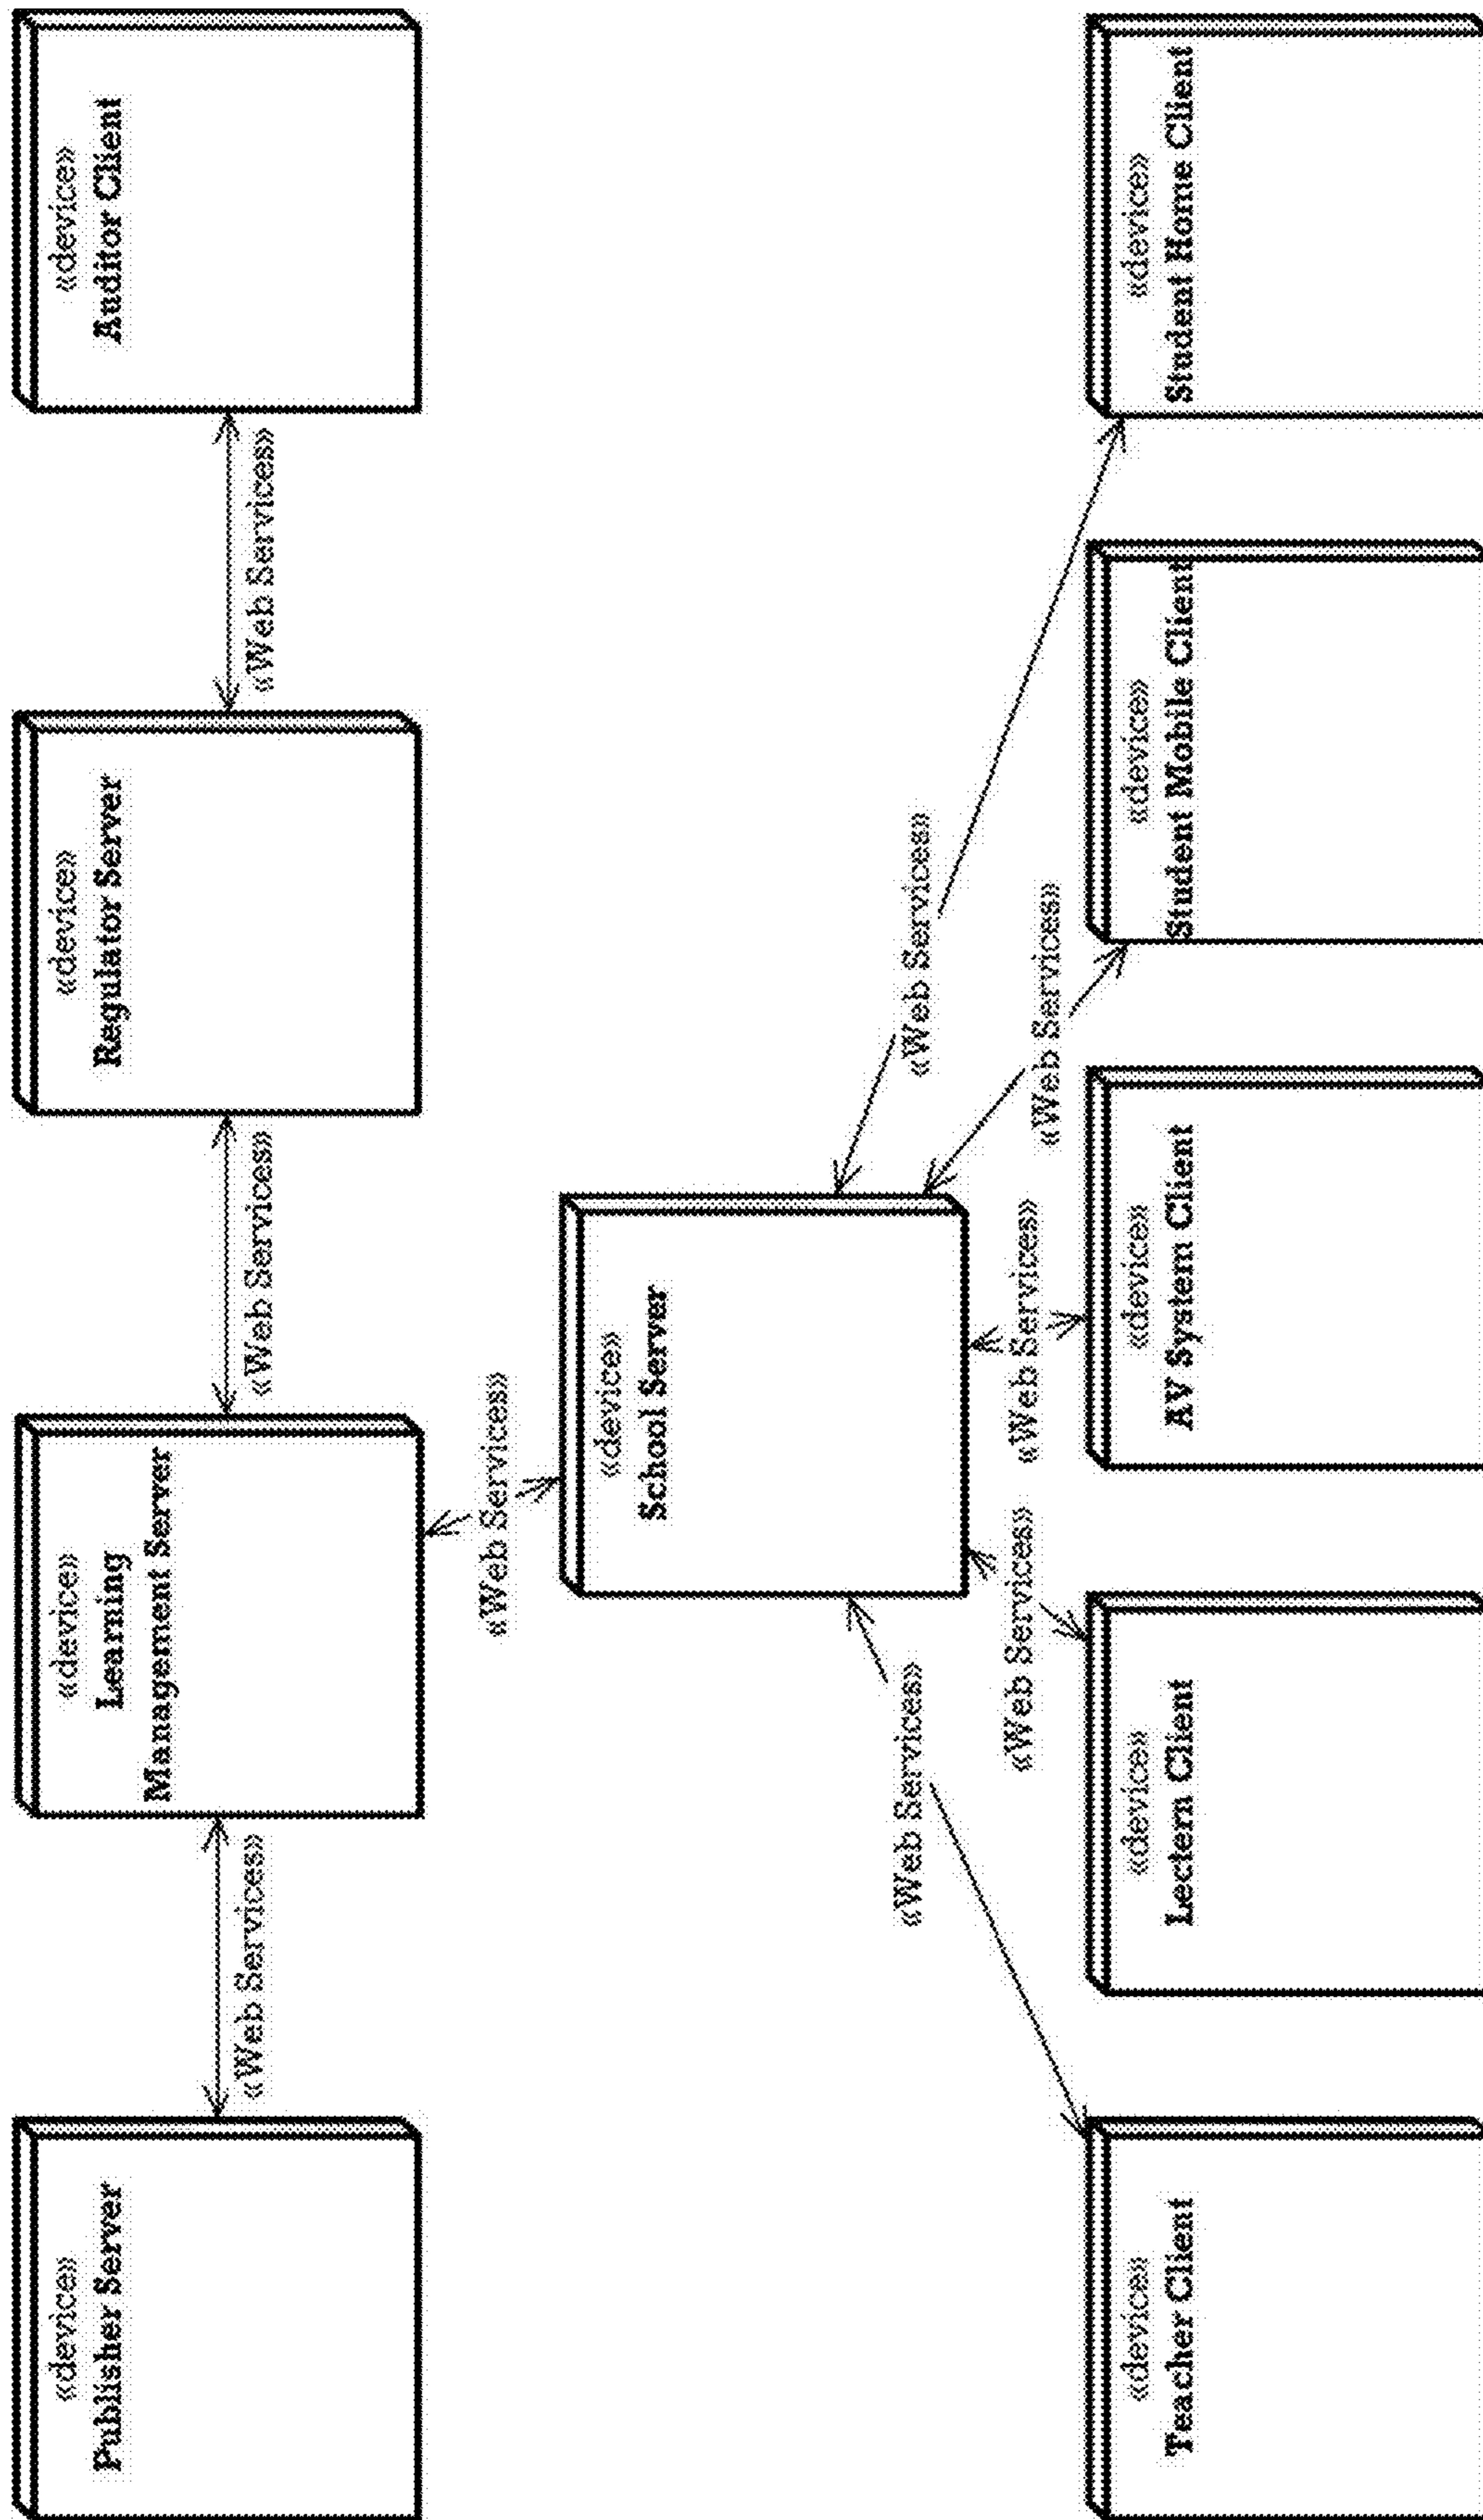 «device»
Publisher Server
«Web Services»
«device»
Learning
Management Server
«Web Services»
«device»
Regulator Server
«Web Services»
«device»
Auditor Client
«Web Services»
«device»
School Server
«Web Services»
«Web Services»
«Web Services»
«Web Services»
«Web Services»
«device»
Teacher Client
«device»
Lectern Client
«device»
AV System Client
«device»
Student Mobile Client
«device»
Student Home Client